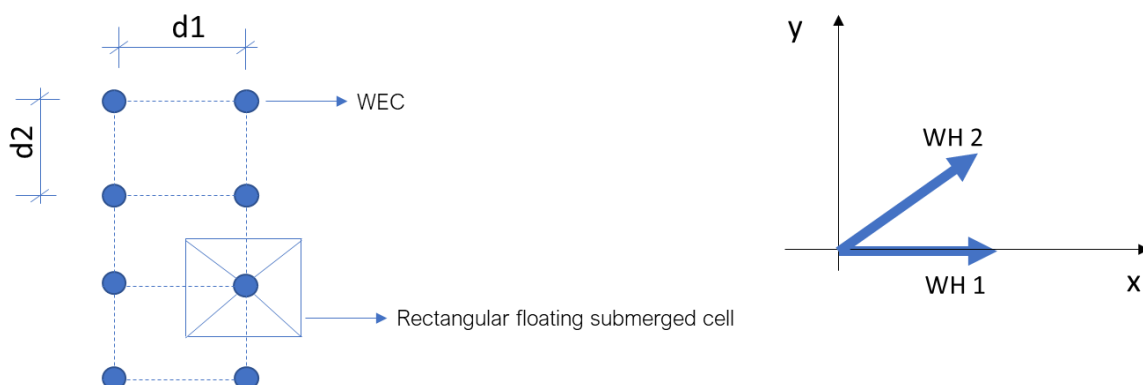 d1
WEC
d2
Rectangular floating submerged cell
y
WH 2
WH 1
x